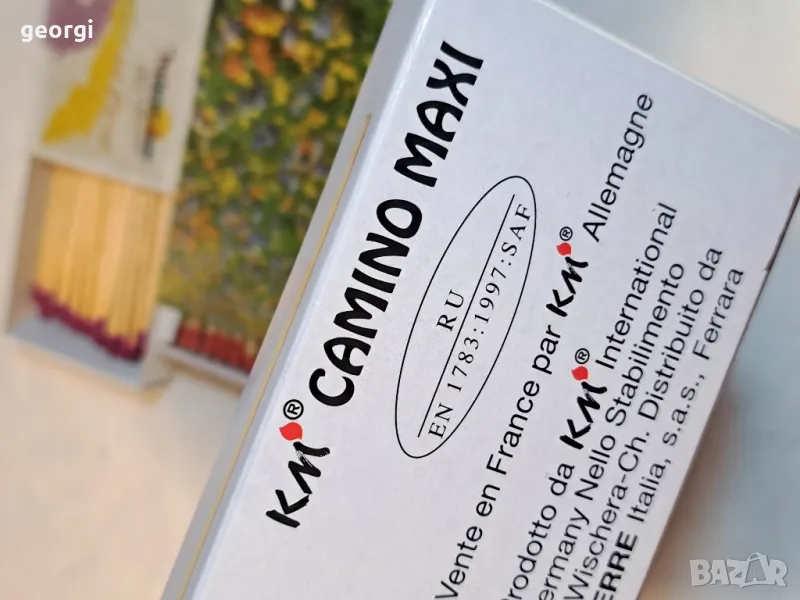 georgi
KM® CAMINO MAXI
RU
EN 1783:1997:SAF
Vente en France par KM® Allemagne
Prodotto da KM® International
Germany Nello Stabilimento
Wischera-Ch. Distribuito da
ERRE Italia, s.a.s., Ferrara
BAZAR